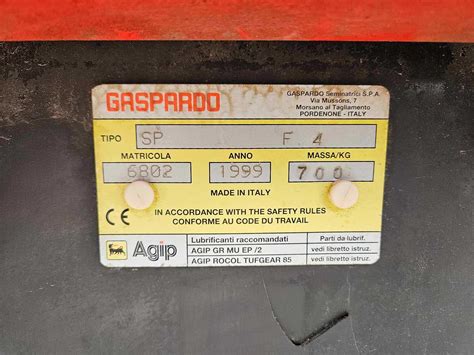 GASPARDO
GASPARDO Seminatrici S.P.A.
Via Mussons, 7
Morsano al Tagliamento
PORDENONE - ITALY
TIPO SP F 4
MATRICOLA ANNO MASSA/KG
6802 1999 700
MADE IN ITALY
CE IN ACCORDANCE WITH THE SAFETY RULES
CONFORME AU CODE DU TRAVAIL
Agip
Lubrificanti raccomandati Parti da lubrif.
AGIP GR MU EP /2 vedi libretto istruz.
AGIP ROCOL TUFGEAR 85 vedi libretto istruz.